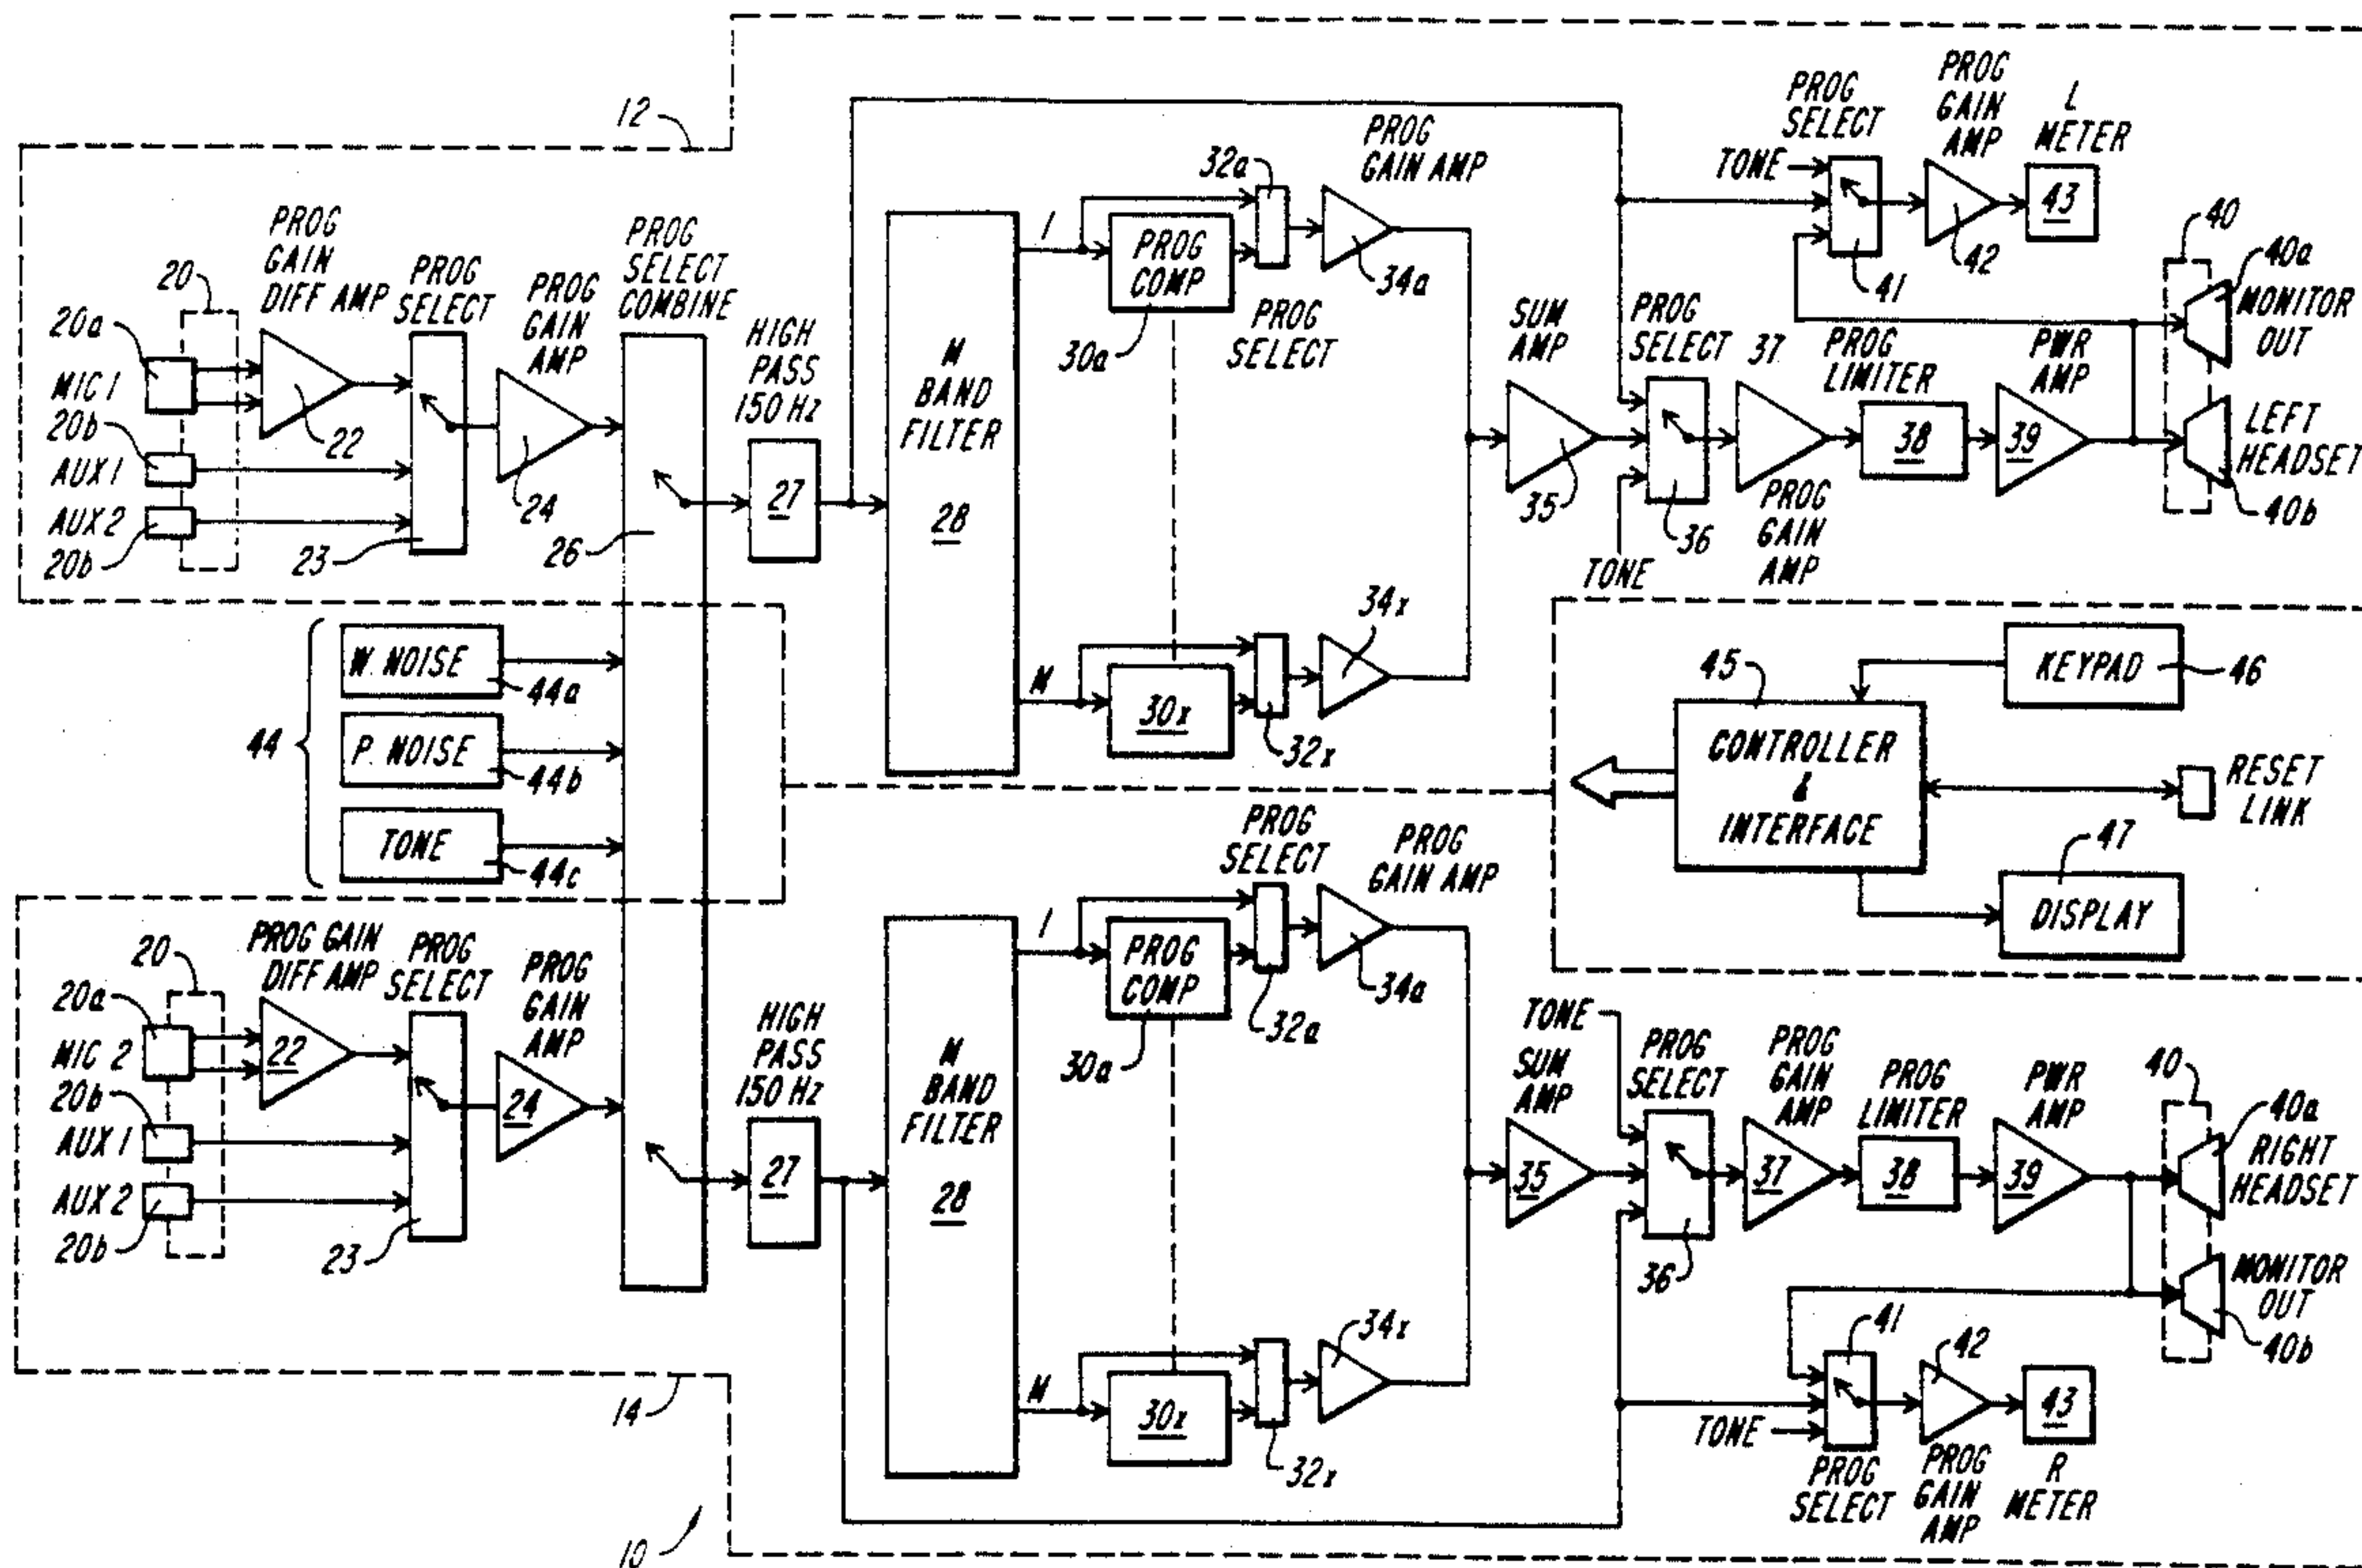 12
PROG
SELECT
PROG
GAIN
AMP
L
METER
TONE
43
42
41
20
PROG
GAIN
DIFF AMP
20a
MIC 1
20b
AUX 1
AUX 2
20b
22
PROG
SELECT
23
PROG
GAIN
AMP
24
PROG
SELECT
COMBINE
26
HIGH
PASS
150 Hz
27
M
BAND
FILTER
28
1
PROG
COMP
30a
32a
PROG
SELECT
PROG
GAIN AMP
34a
M
30x
32x
34x
SUM
AMP
35
PROG
SELECT
36
TONE
37
PROG
GAIN
AMP
PROG
LIMITER
38
PWR
AMP
39
40
40a
MONITOR
OUT
LEFT
HEADSET
40b
44
W. NOISE
44a
P. NOISE
44b
TONE
44c
45
CONTROLLER
&
INTERFACE
KEYPAD
46
RESET
LINK
47
DISPLAY
20
PROG GAIN
DIFF AMP
20a
MIC 2
20b
AUX 1
AUX 2
20b
22
PROG
SELECT
23
PROG
GAIN
AMP
24
HIGH
PASS
150 Hz
27
M
BAND
FILTER
28
1
PROG
COMP
30a
PROG
SELECT
32a
PROG
GAIN AMP
34a
M
30x
32x
34x
TONE
SUM
AMP
35
PROG
SELECT
36
PROG
GAIN
AMP
37
PROG
LIMITER
38
PWR
AMP
39
40
40a
RIGHT
HEADSET
MONITOR
OUT
40b
41
42
43
TONE
PROG
SELECT
PROG
GAIN
AMP
R
METER
14
10